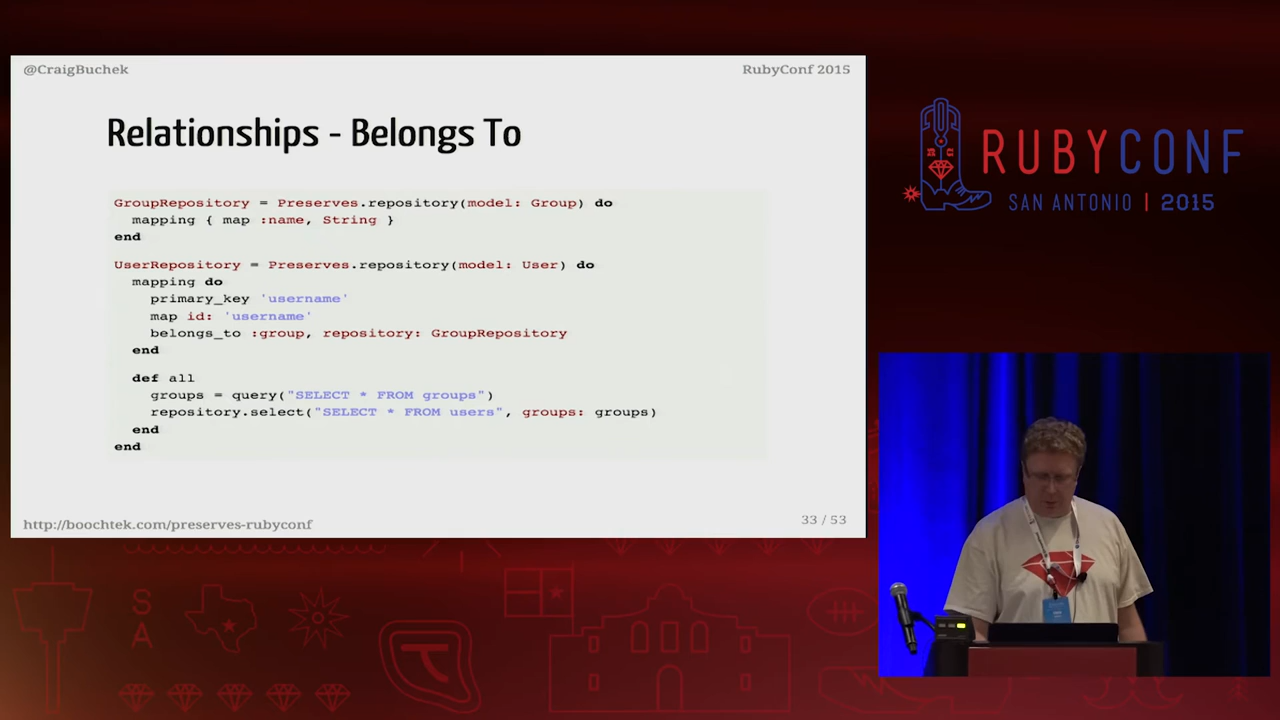 @CraigBuchek
RubyConf 2015
Relationships - Belongs To
GroupRepository = Preserves.repository(model: Group) do
  mapping { map :name, String }
end
UserRepository = Preserves.repository(model: User) do
  mapping do
    primary_key 'username'
    map id: 'username'
    belongs_to :group, repository: GroupRepository
  end
  def all
    groups = query("SELECT * FROM groups")
    repository.select("SELECT * FROM users", groups: groups)
  end
end
http://boochtek.com/preserves-rubyconf
33 / 53
RUBYCONF
SAN ANTONIO | 2015
S
A